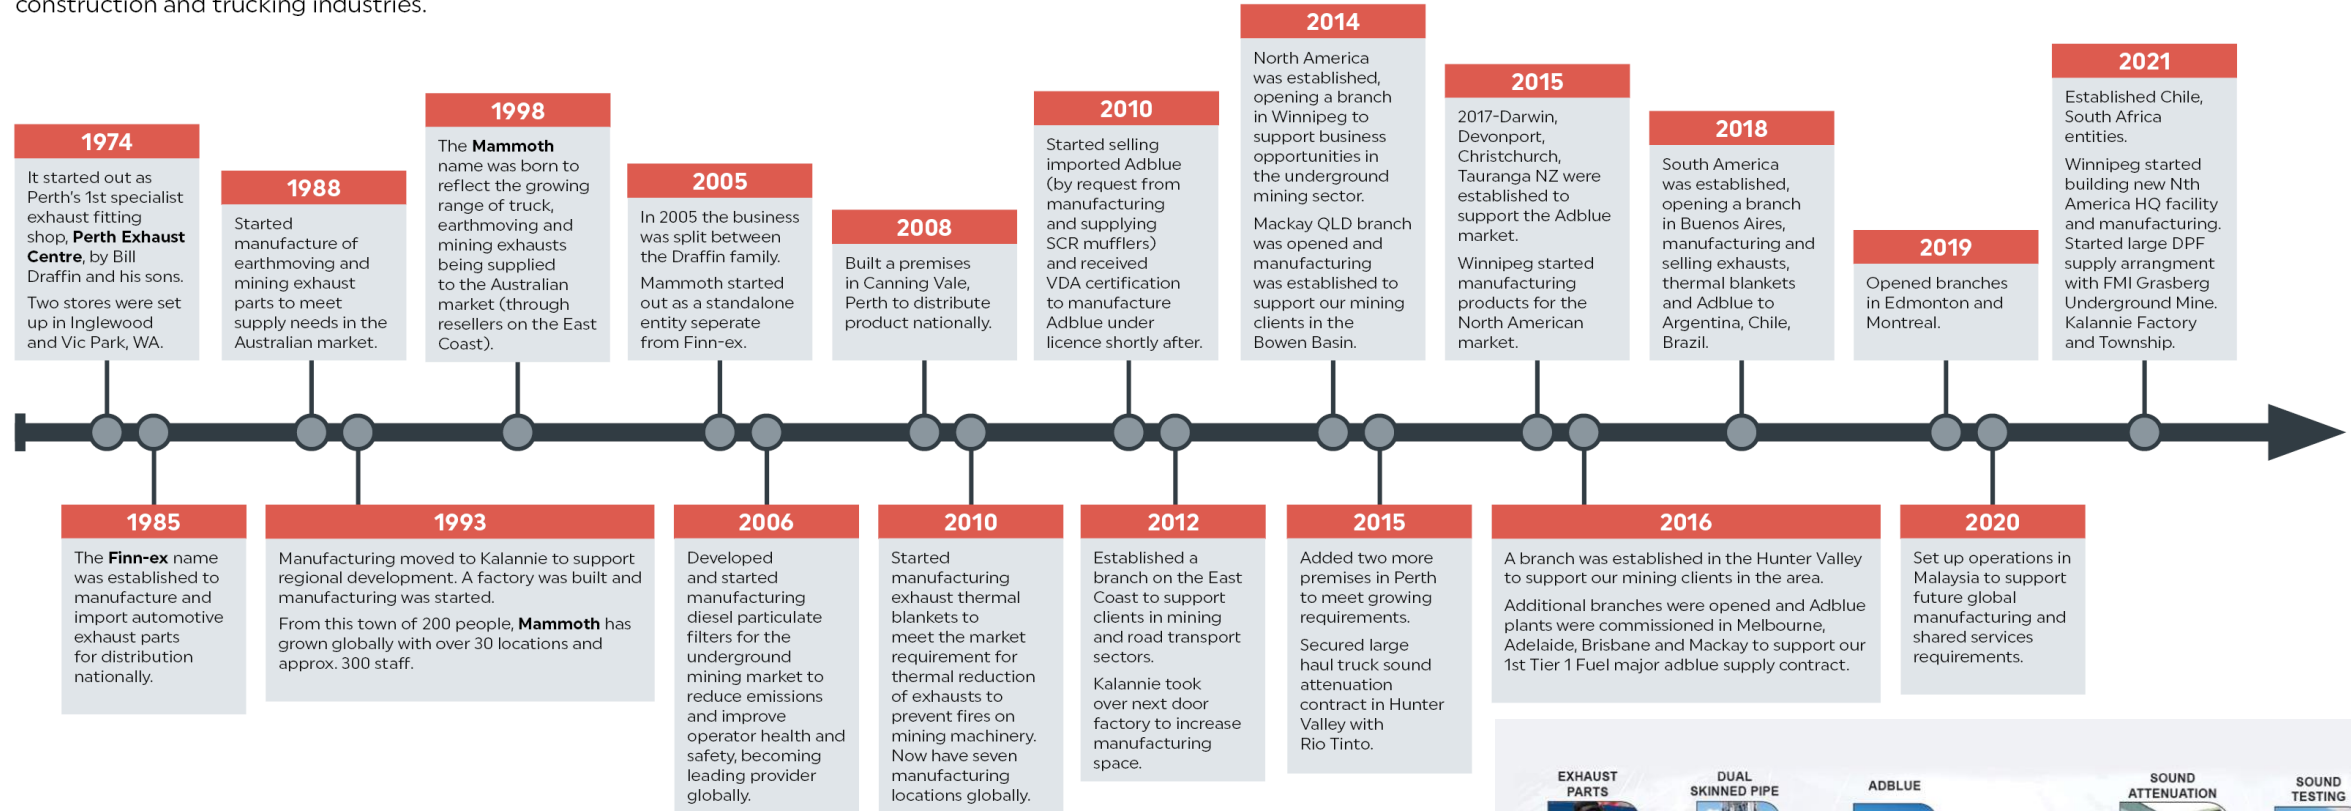 construction and trucking industries.
1974
It started out as
Perth's 1st specialist
exhaust fitting
shop, Perth Exhaust
Centre, by Bill
Draffin and his sons.
Two stores were set
up in Inglewood
and Vic Park, WA.
1985
The Finn-ex name
was established to
manufacture and
import automotive
exhaust parts
for distribution
nationally.
1988
Started
manufacture of
earthmoving and
mining exhaust
parts to meet
supply needs in the
Australian market.
1993
Manufacturing moved to Kalannie to support
regional development. A factory was built and
manufacturing was started.
From this town of 200 people, Mammoth has
grown globally with over 30 locations and
approx. 300 staff.
1998
The Mammoth
name was born to
reflect the growing
range of truck,
earthmoving and
mining exhausts
being supplied
to the Australian
market (through
resellers on the East
Coast).
2005
In 2005 the business
was split between
the Draffin family.
Mammoth started
out as a standalone
entity seperate
from Finn-ex.
2006
Developed
and started
manufacturing
diesel particulate
filters for the
underground
mining market to
reduce emissions
and improve
operator health and
safety, becoming
leading provider
globally.
2008
Built a premises
in Canning Vale,
Perth to distribute
product nationally.
2010
Started
manufacturing
exhaust thermal
blankets to
meet the market
requirement for
thermal reduction
of exhausts to
prevent fires on
mining machinery.
Now have seven
manufacturing
locations globally.
2010
Started selling
imported Adblue
(by request from
manufacturing
and supplying
SCR mufflers)
and received
VDA certification
to manufacture
Adblue under
licence shortly after.
2012
Established a
branch on the East
Coast to support
clients in mining
and road transport
sectors.
Kalannie took
over next door
factory to increase
manufacturing
space.
2014
North America
was established,
opening a branch
in Winnipeg to
support business
opportunities in
the underground
mining sector.
Mackay QLD branch
was opened and
manufacturing
was established to
support our mining
clients in the
Bowen Basin.
2015
Added two more
premises in Perth
to meet growing
requirements.
Secured large
haul truck sound
attenuation
contract in Hunter
Valley with
Rio Tinto.
2015
2017-Darwin,
Devonport,
Christchurch,
Tauranga NZ were
established to
support the Adblue
market.
Winnipeg started
manufacturing
products for the
North American
market.
2016
A branch was established in the Hunter Valley
to support our mining clients in the area.
Additional branches were opened and Adblue
plants were commissioned in Melbourne,
Adelaide, Brisbane and Mackay to support our
1st Tier 1 Fuel major adblue supply contract.
2018
South America
was established,
opening a branch
in Buenos Aires,
manufacturing and
selling exhausts,
thermal blankets
and Adblue to
Argentina, Chile,
Brazil.
2019
Opened branches
in Edmonton and
Montreal.
2020
Set up operations in
Malaysia to support
future global
manufacturing and
shared services
requirements.
2021
Established Chile,
South Africa
entities.
Winnipeg started
building new Nth
America HQ facility
and manufacturing.
Started large DPF
supply arrangment
with FMI Grasberg
Underground Mine.
Kalannie Factory
and Township.
EXHAUST
PARTS
DUAL
SKINNED PIPE
ADBLUE
SOUND
ATTENUATION
SOUND
TESTING